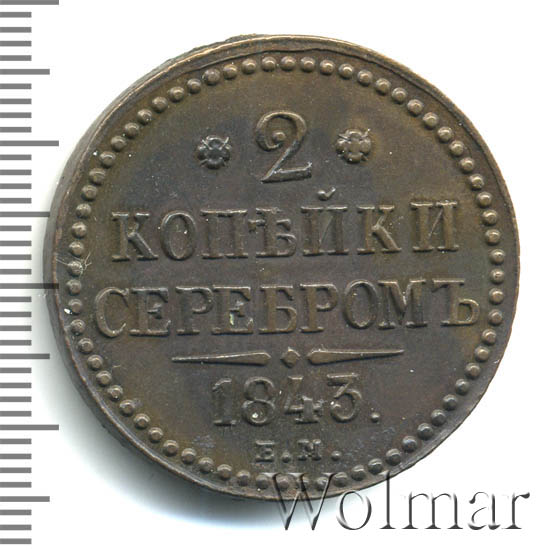 2
КОПѢЙКИ
СЕРЕБРОМЪ
1843.
Е.М.
Wolmar